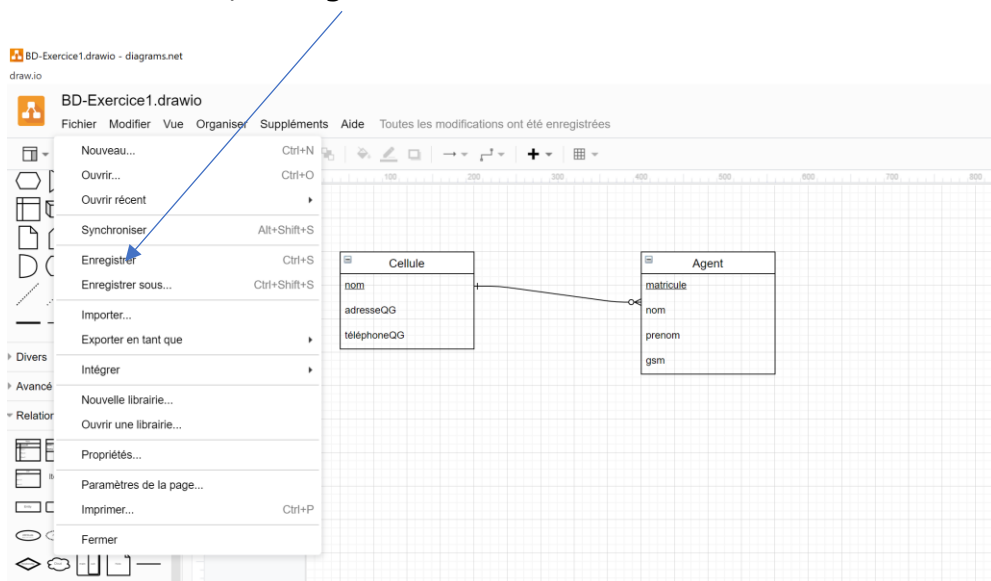 BD-Exercice1.drawio - diagrams.net
draw.io
BD-Exercice1.drawio
Fichier Modifier Vue Organiser Suppléments Aide Toutes les modifications ont été enregistrées
Nouveau... Ctrl+N
Ouvrir... Ctrl+O
Ouvrir récent
Synchroniser Alt+Shift+S
Enregistrer Ctrl+S
Enregistrer sous... Ctrl+Shift+S
Importer...
Exporter en tant que
Intégrer
Nouvelle librairie...
Ouvrir une librairie...
Propriétés...
Paramètres de la page...
Imprimer... Ctrl+P
Fermer
Divers
Avancé
Relation
100 200 300 400 500 600 700 800
Cellule
nom
adresseQG
téléphoneQG
Agent
matricule
nom
prenom
gsm